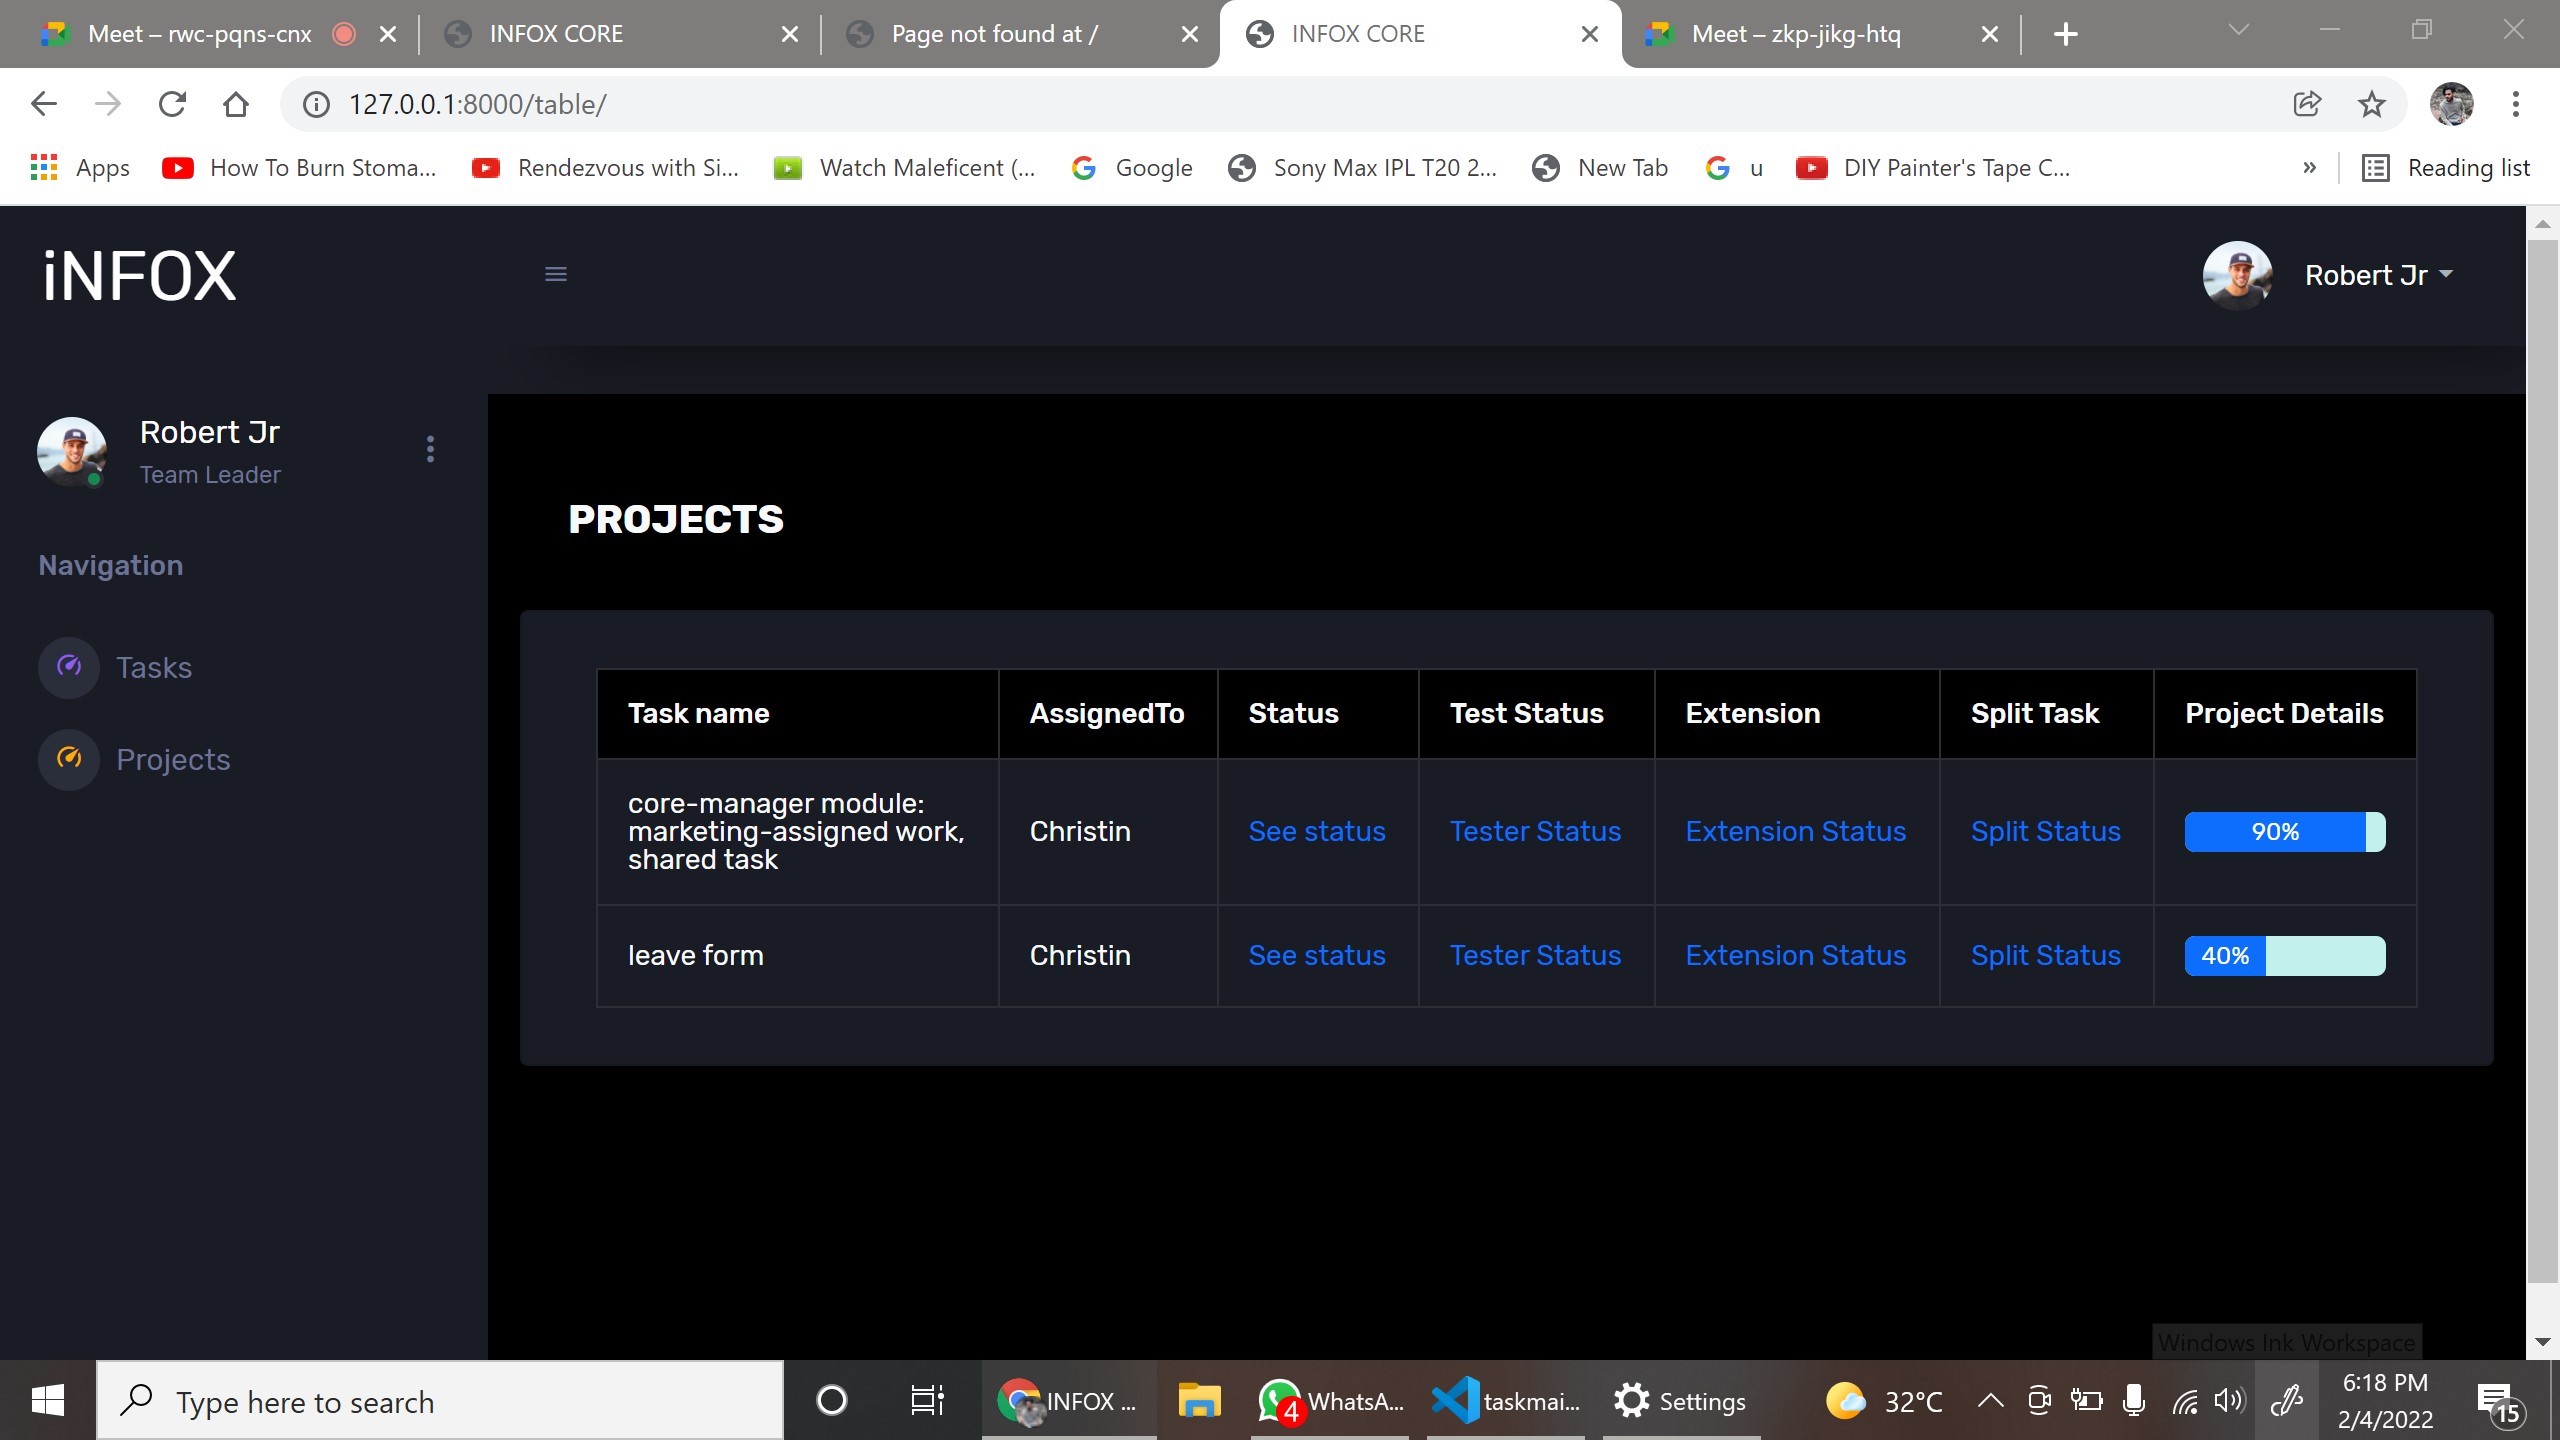 Meet – rwc-pqns-cnx
INFOX CORE
Page not found at /
INFOX CORE
Meet – zkp-jikg-htq
127.0.0.1:8000/table/
Apps
How To Burn Stoma...
Rendezvous with Si...
Watch Maleficent (...
Google
Sony Max IPL T20 2...
New Tab
u
DIY Painter's Tape C...
»
Reading list
iNFOX
Robert Jr
Robert Jr
Team Leader
Navigation
Tasks
Projects
PROJECTS
Task name
AssignedTo
Status
Test Status
Extension
Split Task
Project Details
core-manager module:
marketing-assigned work,
shared task
Christin
See status
Tester Status
Extension Status
Split Status
90%
leave form
Christin
See status
Tester Status
Extension Status
Split Status
40%
Windows Ink Workspace
Type here to search
INFOX ...
4
WhatsA...
taskmai...
Settings
32°C
6:18 PM
2/4/2022
15